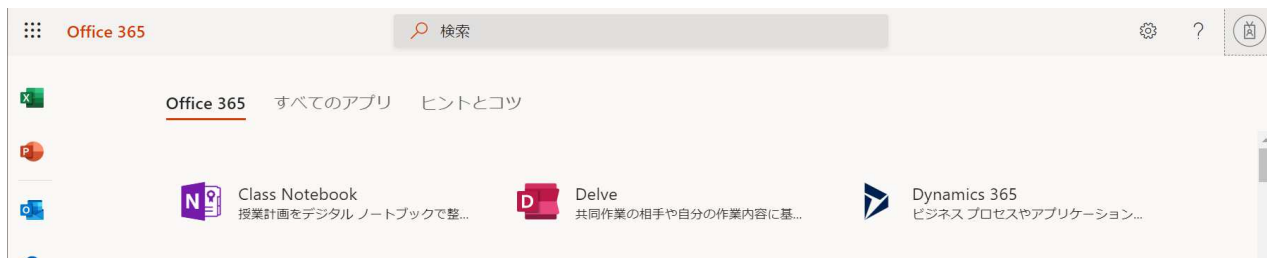 Office 365
検索
?
Office 365 すべてのアプリ ヒントとコツ
Class Notebook
授業計画をデジタル ノートブックで整...
Delve
共同作業の相手や自分の作業内容に基...
Dynamics 365
ビジネス プロセスやアプリケーション...